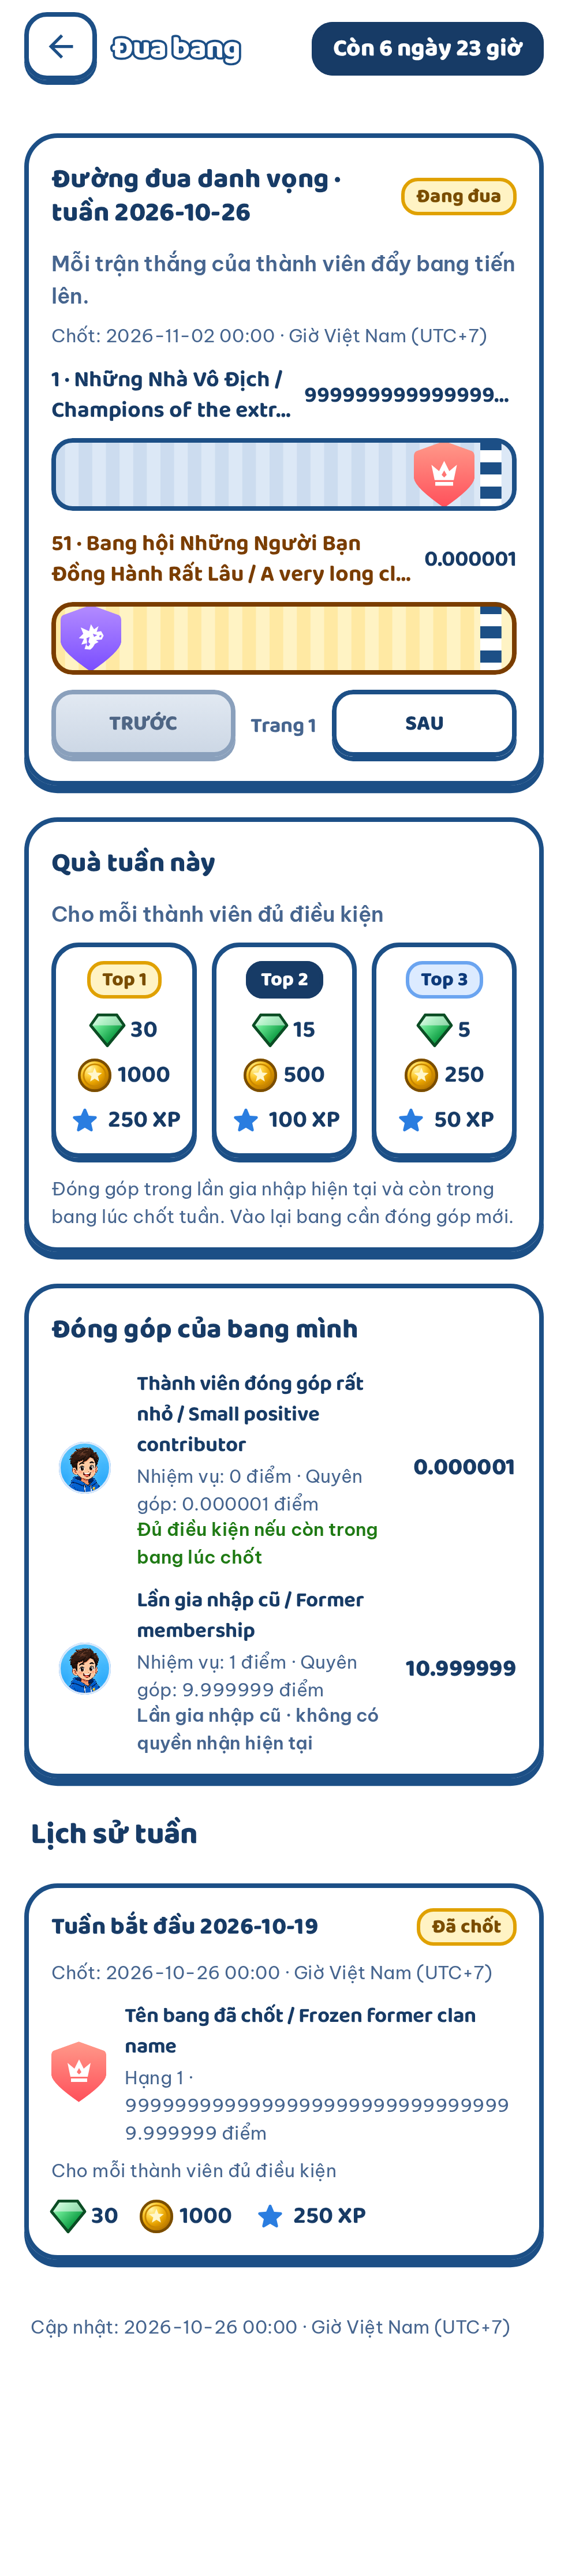 Đua bang
Còn 6 ngày 23 giờ
Đường đua danh vọng ·
tuần 2026-10-26
Đang đua
Mỗi trận thắng của thành viên đẩy bang tiến
lên.
Chốt: 2026-11-02 00:00 · Giờ Việt Nam (UTC+7)
1 · Những Nhà Vô Địch /
Champions of the extr...
999999999999999...
51 · Bang hội Những Người Bạn
Đồng Hành Rất Lâu / A very long cl...
0.000001
TRƯỚC
Trang 1
SAU
Quà tuần này
Cho mỗi thành viên đủ điều kiện
Top 1
30
1000
250 XP
Top 2
15
500
100 XP
Top 3
5
250
50 XP
Đóng góp trong lần gia nhập hiện tại và còn trong
bang lúc chốt tuần. Vào lại bang cần đóng góp mới.
Đóng góp của bang mình
Thành viên đóng góp rất
nhỏ / Small positive
contributor
Nhiệm vụ: 0 điểm · Quyên
góp: 0.000001 điểm
Đủ điều kiện nếu còn trong
bang lúc chốt
0.000001
Lần gia nhập cũ / Former
membership
Nhiệm vụ: 1 điểm · Quyên
góp: 9.999999 điểm
Lần gia nhập cũ · không có
quyền nhận hiện tại
10.999999
Lịch sử tuần
Tuần bắt đầu 2026-10-19
Đã chốt
Chốt: 2026-10-26 00:00 · Giờ Việt Nam (UTC+7)
Tên bang đã chốt / Frozen former clan
name
Hạng 1 ·
99999999999999999999999999999999
9.999999 điểm
Cho mỗi thành viên đủ điều kiện
30
1000
250 XP
Cập nhật: 2026-10-26 00:00 · Giờ Việt Nam (UTC+7)